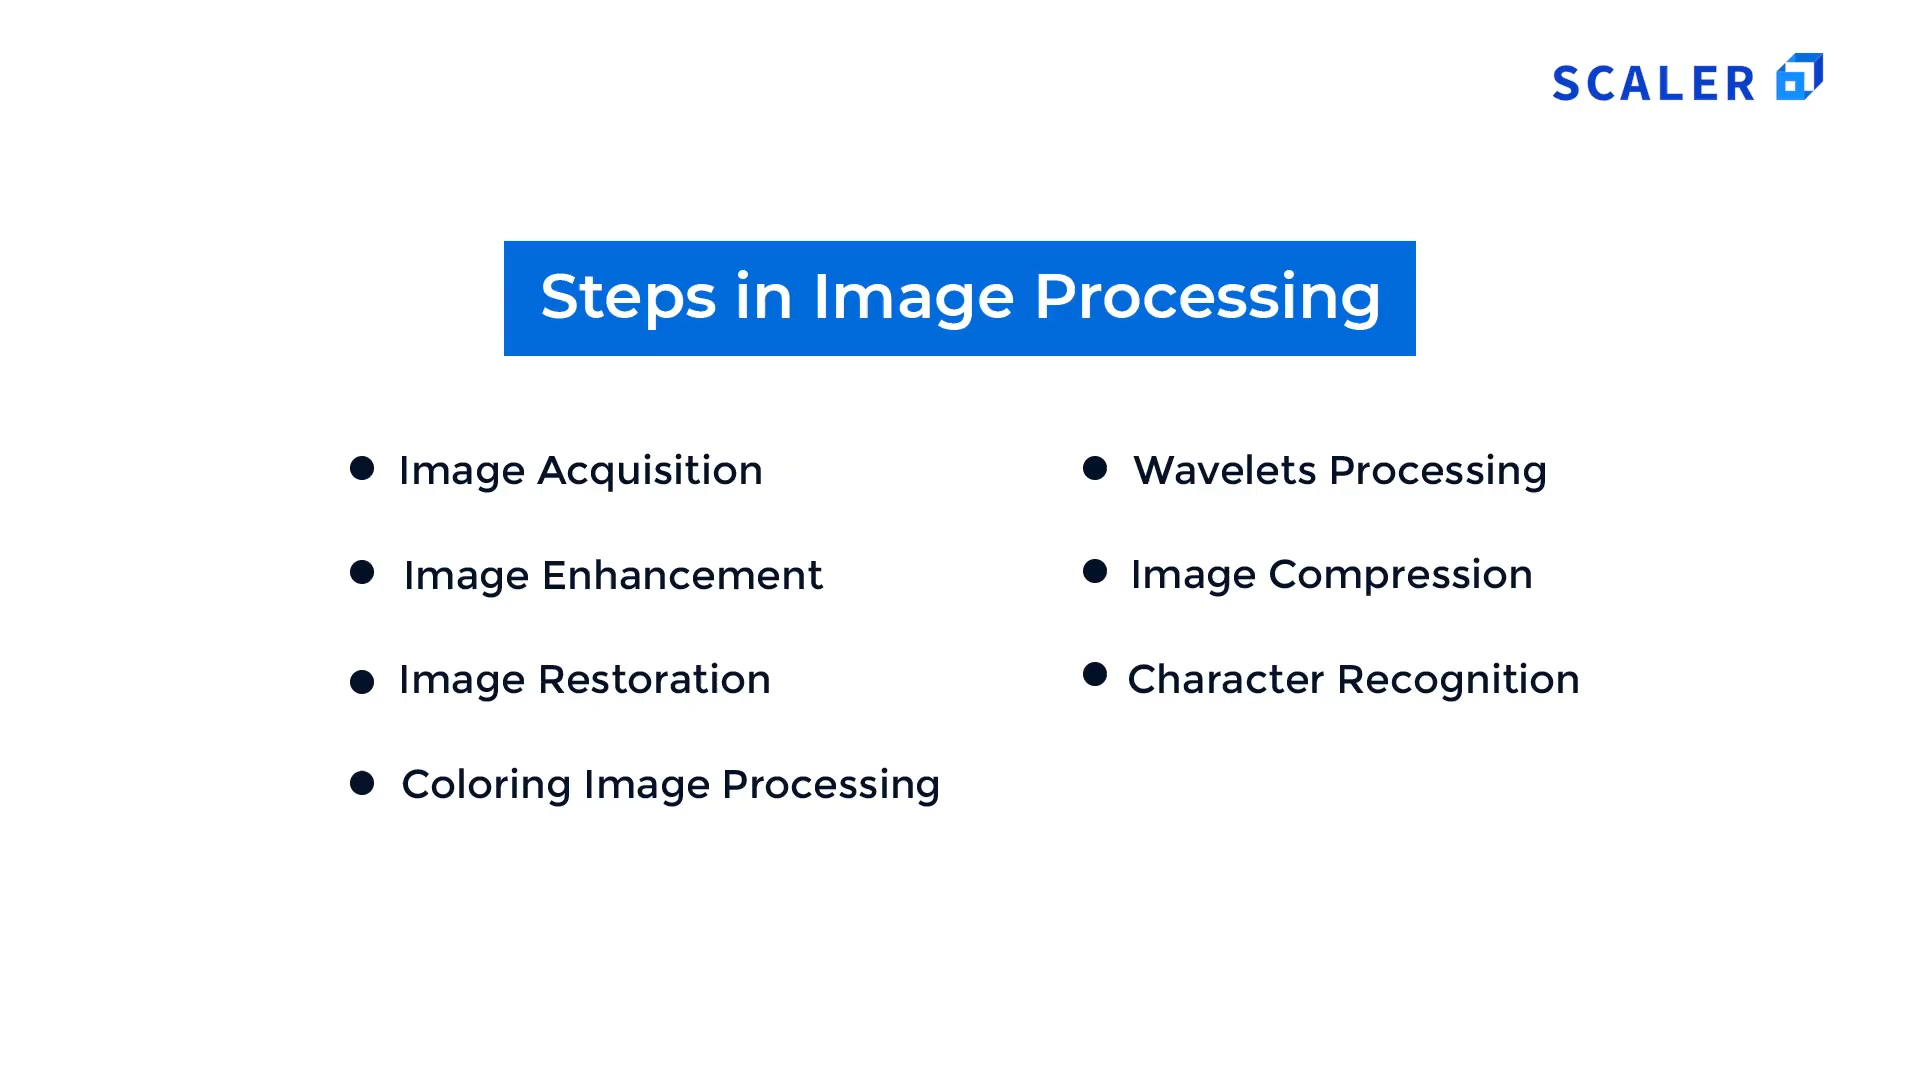 SCALER
Steps in Image Processing
Image Acquisition
Image Enhancement
Image Restoration
Coloring Image Processing
Wavelets Processing
Image Compression
Character Recognition